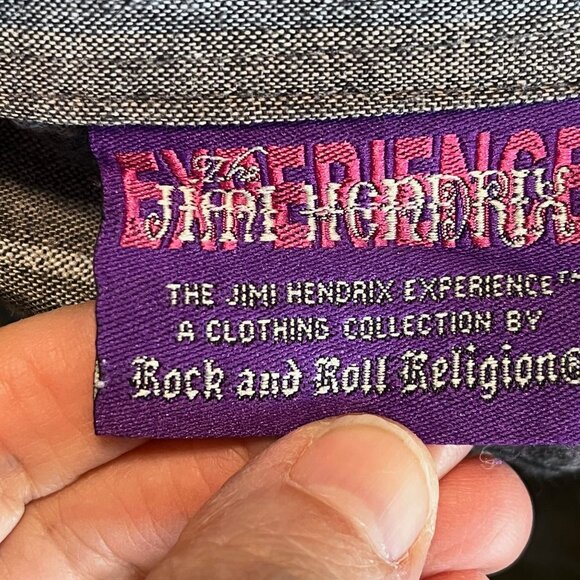 The
EXPERIENCE
JIMI HENDRIX
THE JIMI HENDRIX EXPERIENCE™
A CLOTHING COLLECTION BY
Rock and Roll Religion®